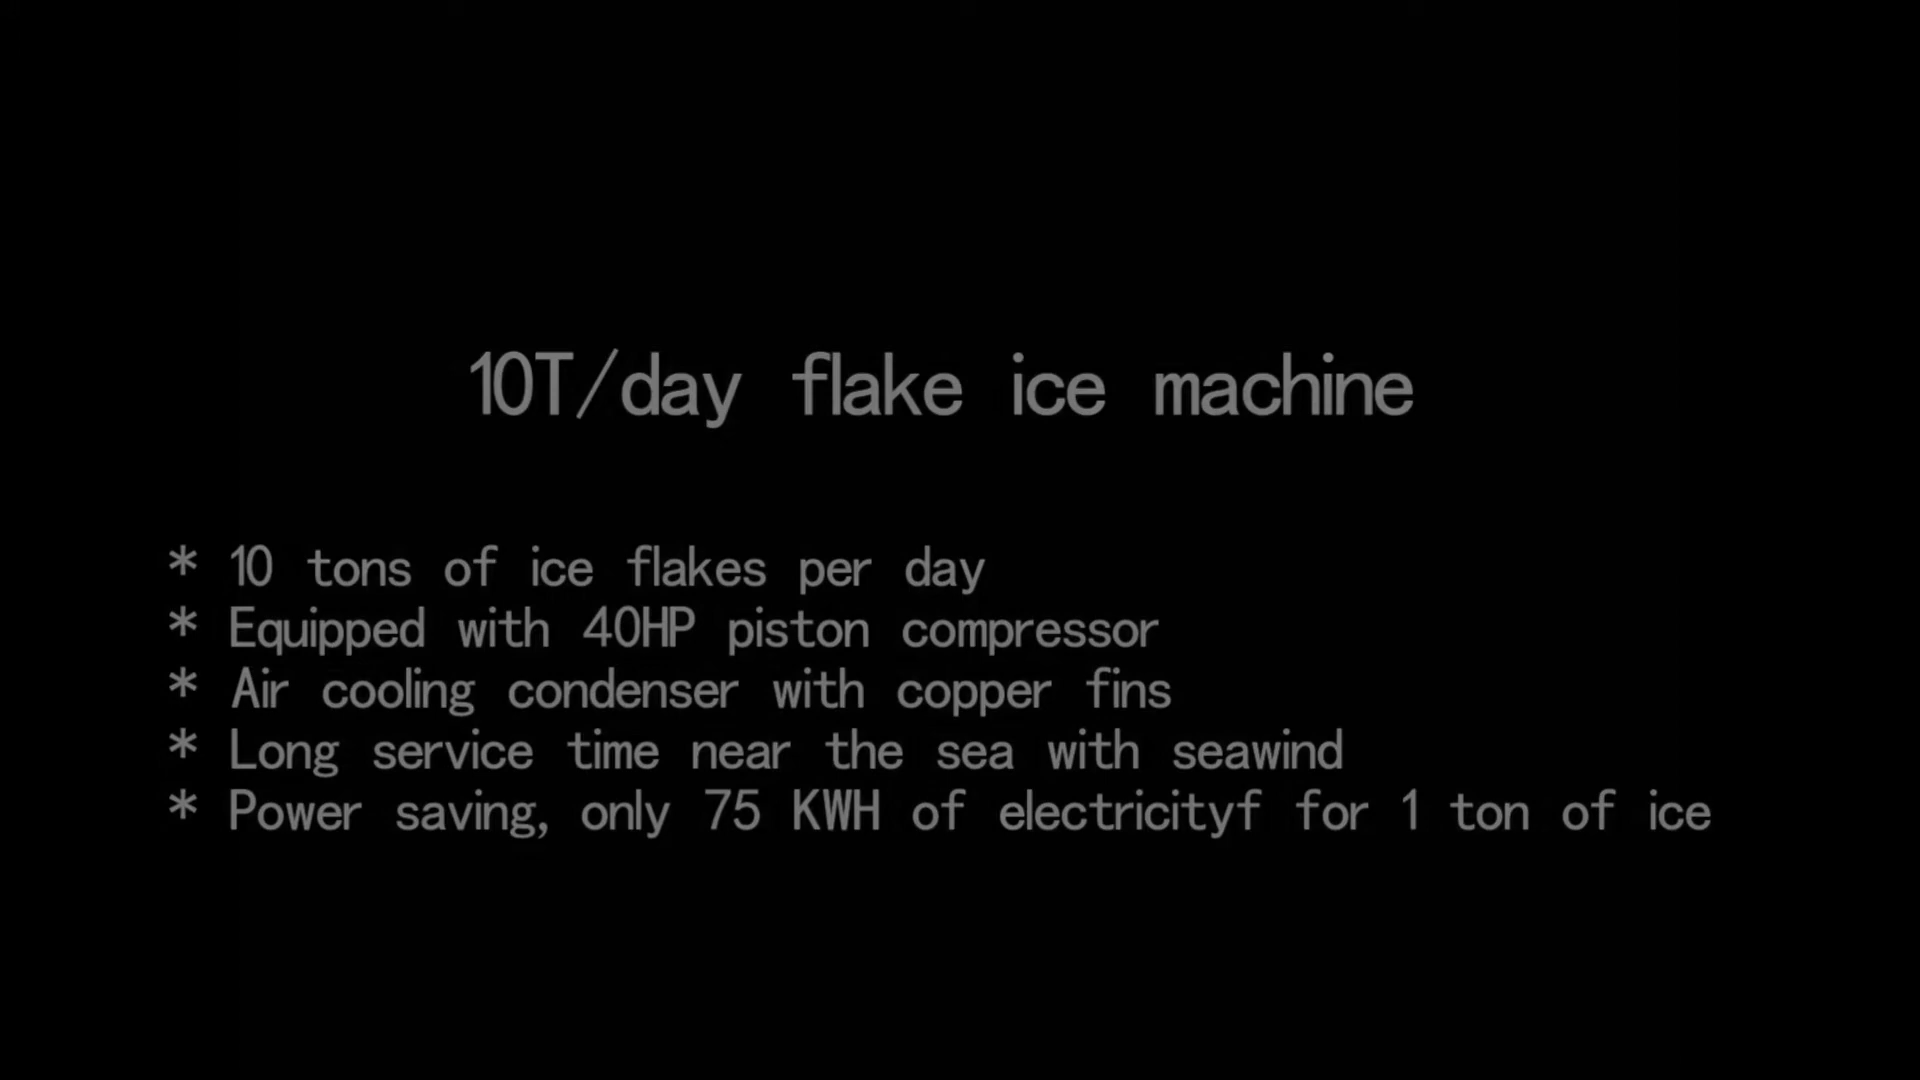 10T/day flake ice machine
* 10 tons of ice flakes per day
* Equipped with 40HP piston compressor
* Air cooling condenser with copper fins
* Long service time near the sea with seawind
* Power saving, only 75 KWH of electricityf for 1 ton of ice